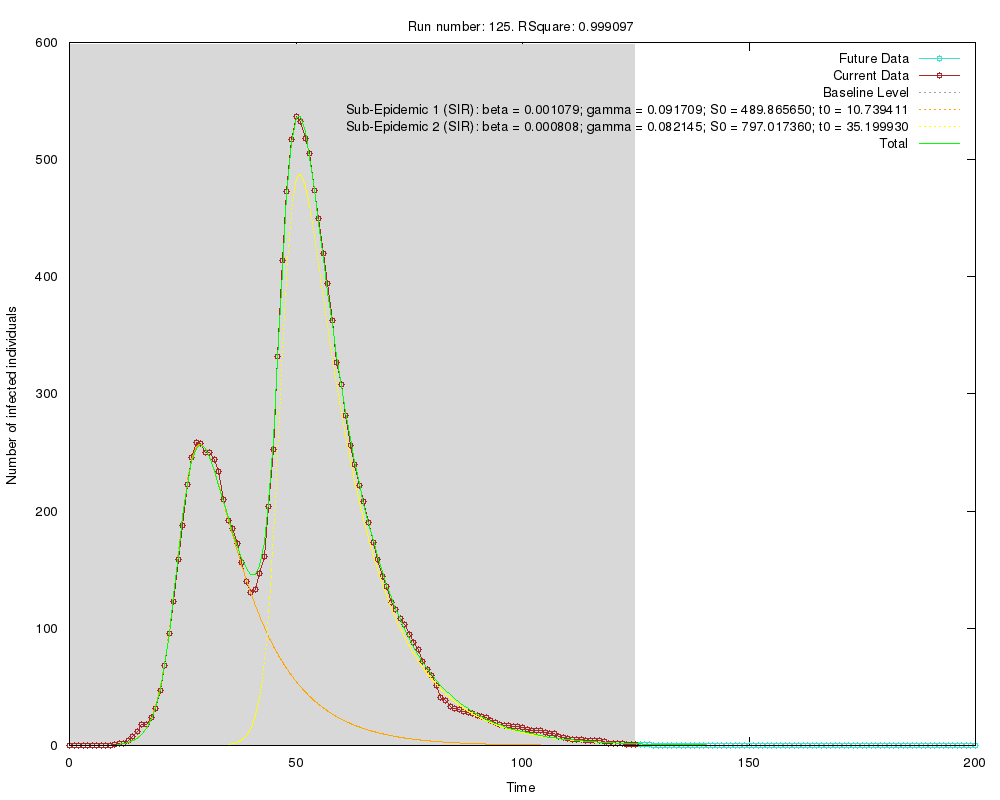 Run number: 125. RSquare: 0.999097
600
500
400
300
200
100
0
Number of infected individuals
Future Data
Current Data
Baseline Level
Sub-Epidemic 1 (SIR): beta = 0.001079; gamma = 0.091709; S0 = 489.865650; t0 = 10.739411
Sub-Epidemic 2 (SIR): beta = 0.000808; gamma = 0.082145; S0 = 797.017360; t0 = 35.199930
Total
0 50 100 150 200
Time